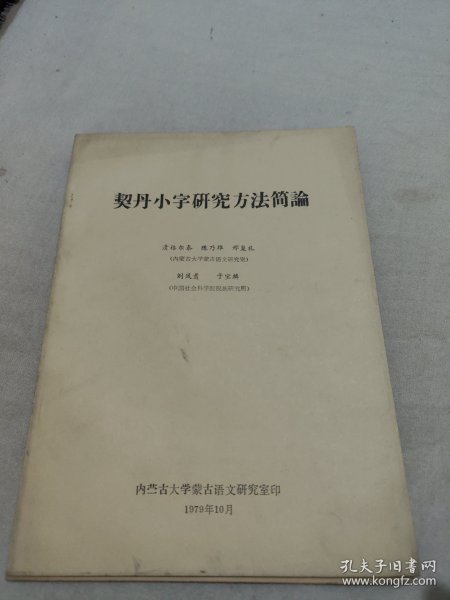 契丹小字研究方法简論
清格尔泰 陈乃雄 邢复礼
(内蒙古大学蒙古语文研究室)
刘凤翥 于宝麟
(中国社会科学院民族研究所)
内蒙古大学蒙古语文研究室印
1979年10月
孔夫子旧书网
www.kongfz.com